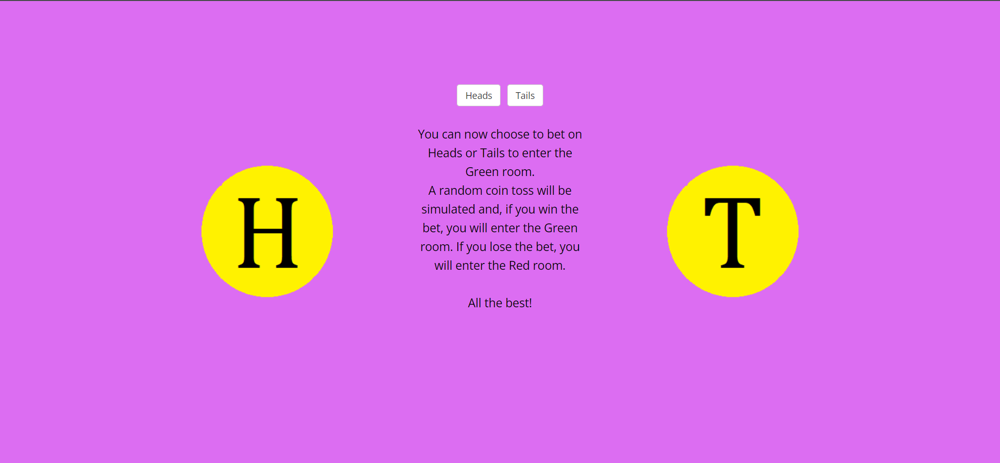 Heads Tails
You can now choose to bet on
Heads or Tails to enter the
Green room.
A random coin toss will be
simulated and, if you win the
bet, you will enter the Green
room. If you lose the bet, you
will enter the Red room.
All the best!
H
T